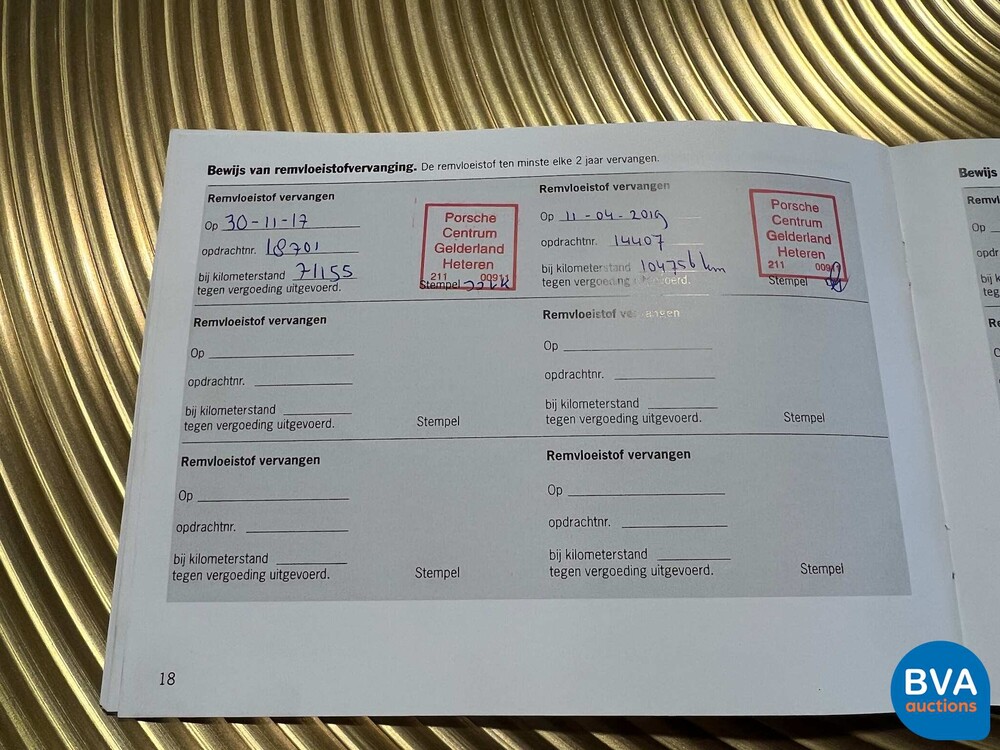 Bewijs van remvloeistofvervanging. De remvloeistof ten minste elke 2 jaar vervangen.
Remvloeistof vervangen
Op 30-11-17
opdrachtnr. 18701
bij kilometerstand 71155
tegen vergoeding uitgevoerd.
Porsche
Centrum
Gelderland
Heteren
211 0091
Stempel
Remvloeistof vervangen
Op 11-04-2019
opdrachtnr. 14407
bij kilometerstand 104756 km
tegen vergoeding uitgevoerd.
Porsche
Centrum
Gelderland
Heteren
211 0091
Stempel
Remvloeistof vervangen
Op
opdrachtnr.
bij kilometerstand
tegen vergoeding uitgevoerd.
Stempel
Remvloeistof vervangen
Op
opdrachtnr.
bij kilometerstand
tegen vergoeding uitgevoerd.
Stempel
Remvloeistof vervangen
Op
opdrachtnr.
bij kilometerstand
tegen vergoeding uitgevoerd.
Stempel
Remvloeistof vervangen
Op
opdrachtnr.
bij kilometerstand
tegen vergoeding uitgevoerd.
Stempel
18
Bewijs
Op
BVA
auctions